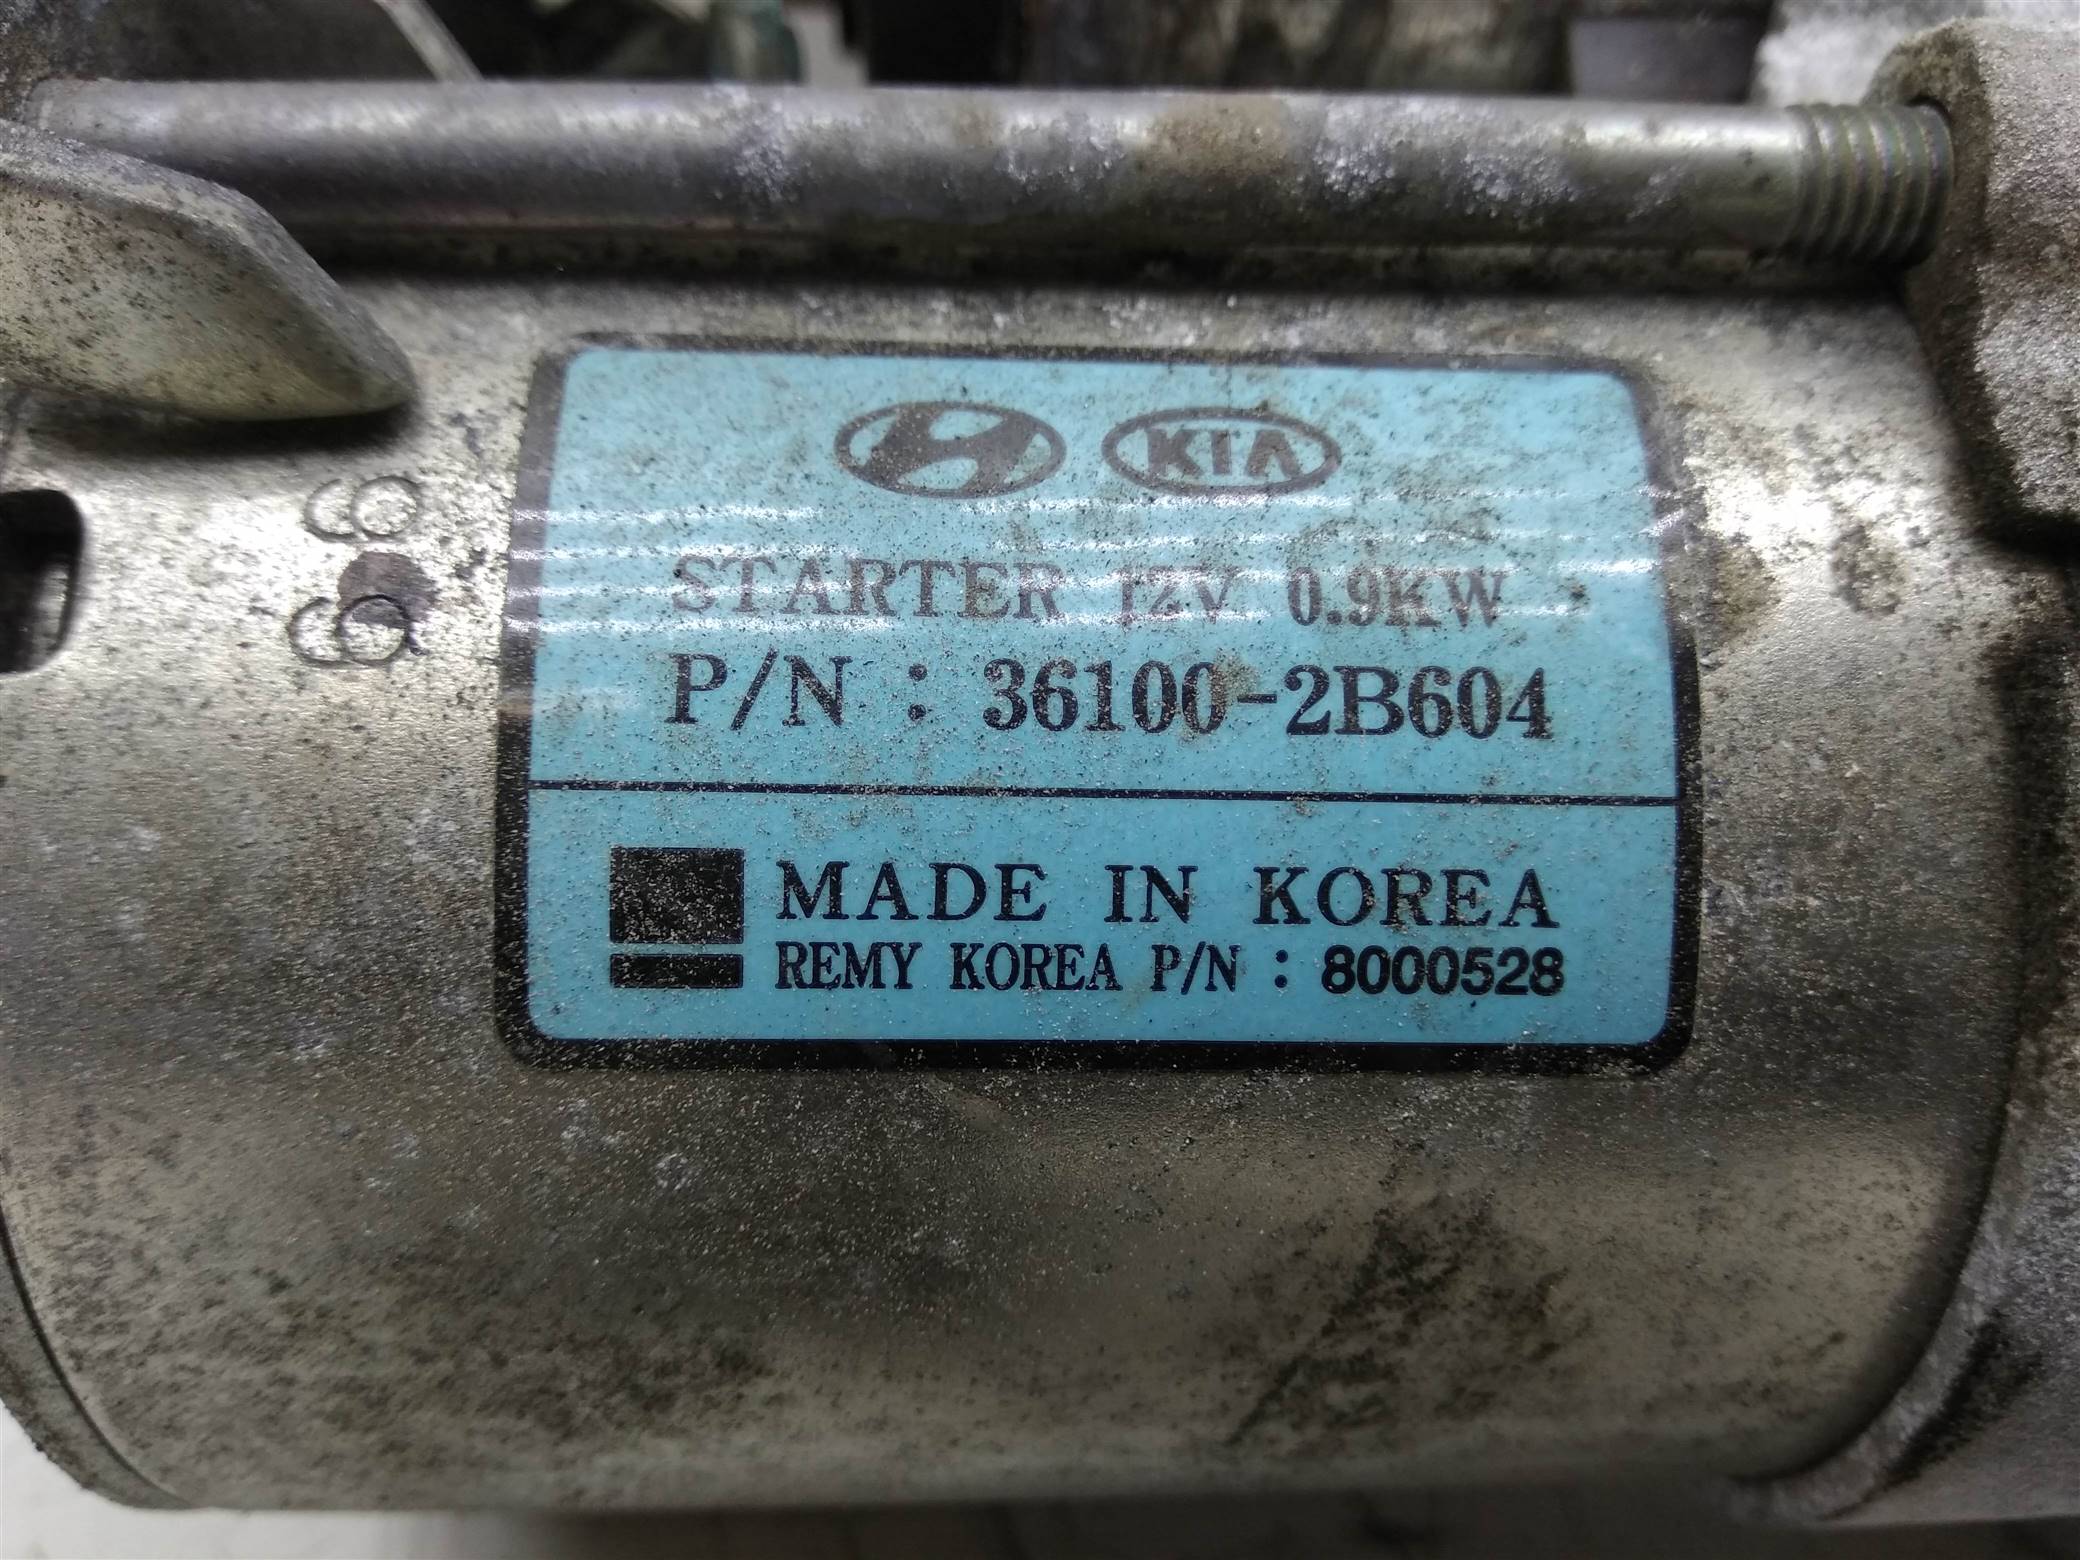 KIA
STARTER 12V 0.9KW
P/N : 36100-2B604
MADE IN KOREA
REMY KOREA P/N : 8000528